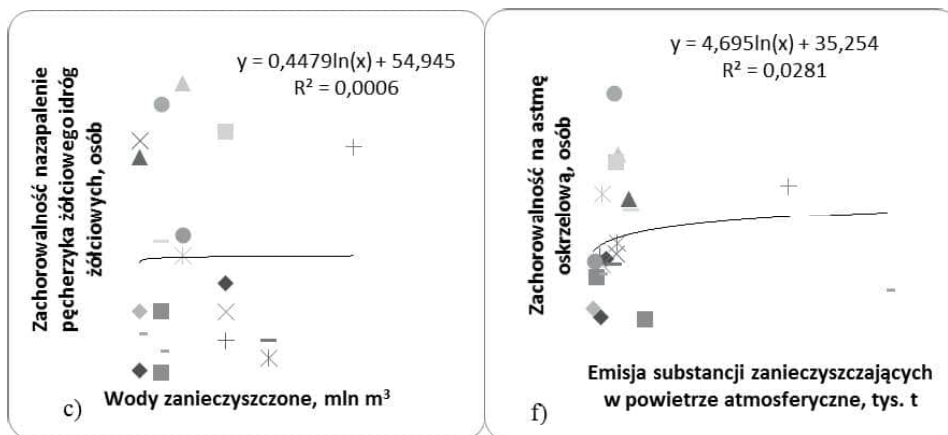 Zachorowalność nazapalenie
pęcherzyka żółciowego idróg
żółciowych, osób
y = 0,4479ln(x) + 54,945
R² = 0,0006
Wody zanieczyszczone, mln m³
c)
Zachorowalność na astmę
oskrzelową, osób
y = 4,695ln(x) + 35,254
R² = 0,0281
Emisja substancji zanieczyszczających
w powietrze atmosferyczne, tys. t
f)